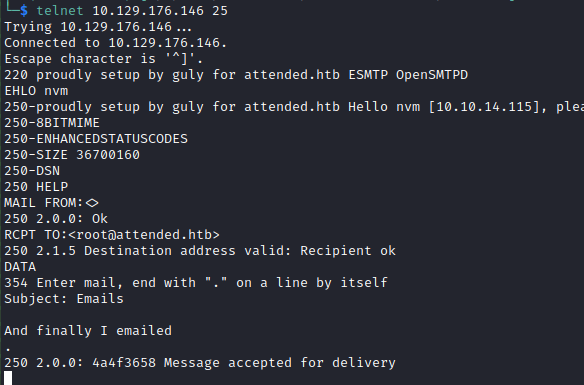 └─$ telnet 10.129.176.146 25
Trying 10.129.176.146...
Connected to 10.129.176.146.
Escape character is '^]'.
220 proudly setup by guly for attended.htb ESMTP OpenSMTPD
EHLO nvm
250-proudly setup by guly for attended.htb Hello nvm [10.10.14.115], plea
250-8BITMIME
250-ENHANCEDSTATUSCODES
250-SIZE 36700160
250-DSN
250 HELP
MAIL FROM:<>
250 2.0.0: Ok
RCPT TO:<root@attended.htb>
250 2.1.5 Destination address valid: Recipient ok
DATA
354 Enter mail, end with "." on a line by itself
Subject: Emails

And finally I emailed
.
250 2.0.0: 4a4f3658 Message accepted for delivery